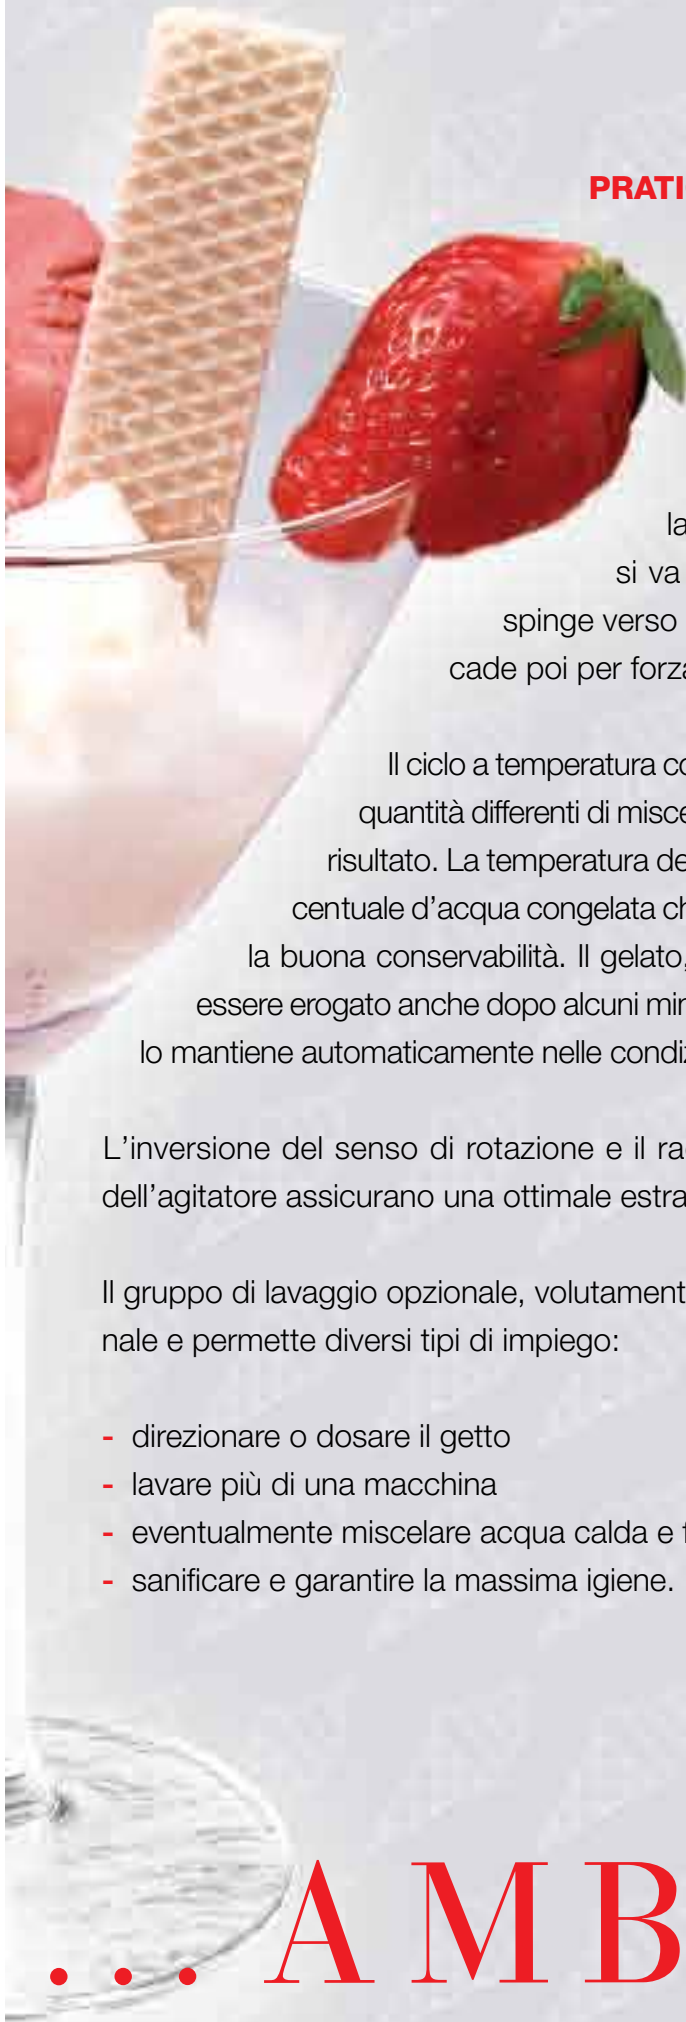 PRATI
la
si va
spinge verso
cade poi per forza
Il ciclo a temperatura co
quantità differenti di misce
risultato. La temperatura de
centuale d'acqua congelata ch
la buona conservabilità. Il gelato,
essere erogato anche dopo alcuni min
lo mantiene automaticamente nelle condiz
L'inversione del senso di rotazione e il ra
dell'agitatore assicurano una ottimale estra
Il gruppo di lavaggio opzionale, volutament
nale e permette diversi tipi di impiego:
- direzionare o dosare il getto
- lavare più di una macchina
- eventualmente miscelare acqua calda e f
- sanificare e garantire la massima igiene.
...AMB